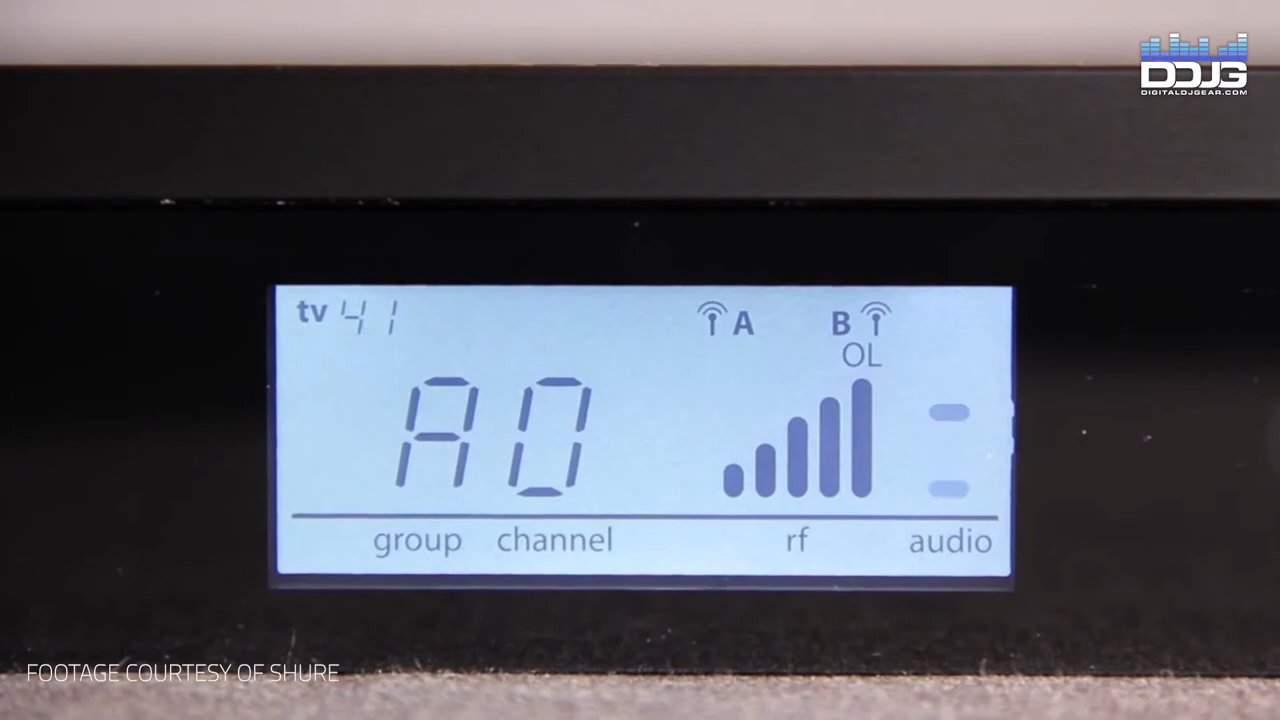 DDJG
DIGITALDJGEAR.COM
tv 41
A B
OL
A0
group channel rf audio
FOOTAGE COURTESY OF SHURE